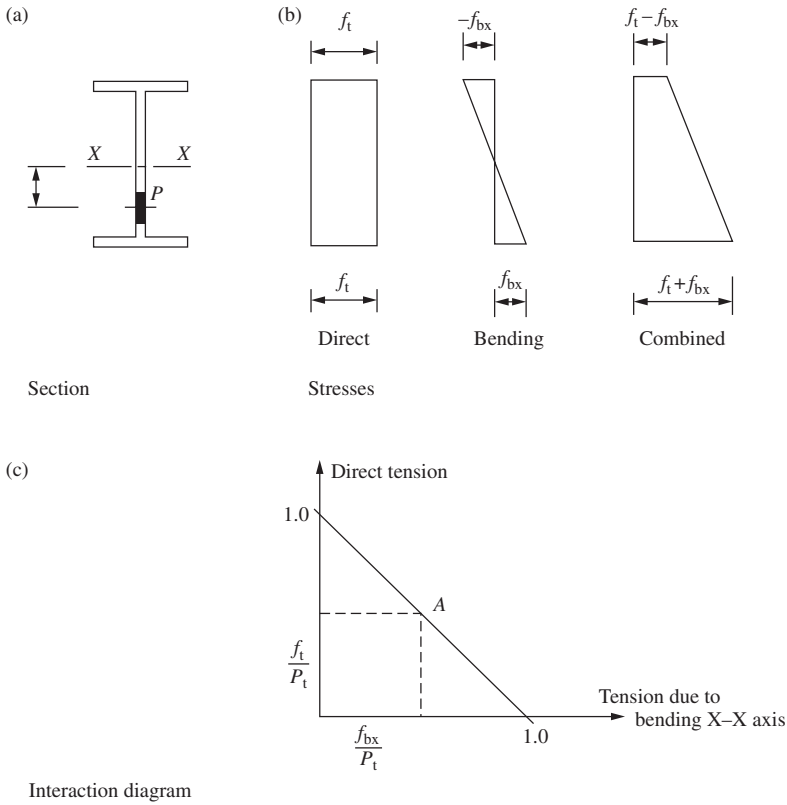 (a)
(b)
f_t
−f_bx
f_t − f_bx
X X
P
f_t
f_bx
f_t + f_bx
Direct
Bending
Combined
Section
Stresses
(c)
Direct tension
1.0
A
f_t
P_t
Tension due to
bending X–X axis
f_bx
P_t
1.0
Interaction diagram